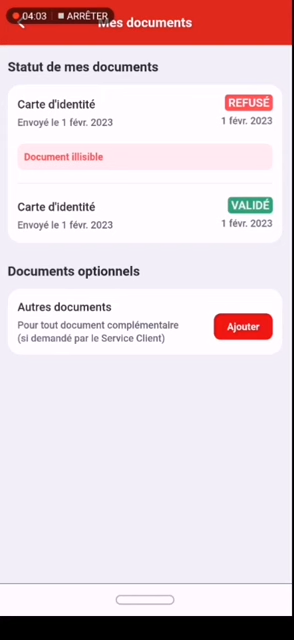 04:03 ARRÊTER
Mes documents
Statut de mes documents
Carte d'identité REFUSÉ
Envoyé le 1 févr. 2023 1 févr. 2023
Document illisible
Carte d'identité VALIDÉ
Envoyé le 1 févr. 2023 1 févr. 2023
Documents optionnels
Autres documents
Pour tout document complémentaire
(si demandé par le Service Client)
Ajouter